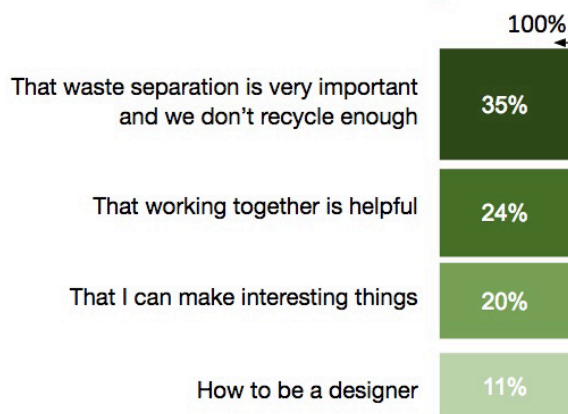 100%
That waste separation is very important
and we don't recycle enough
35%
That working together is helpful
24%
That I can make interesting things
20%
How to be a designer
11%